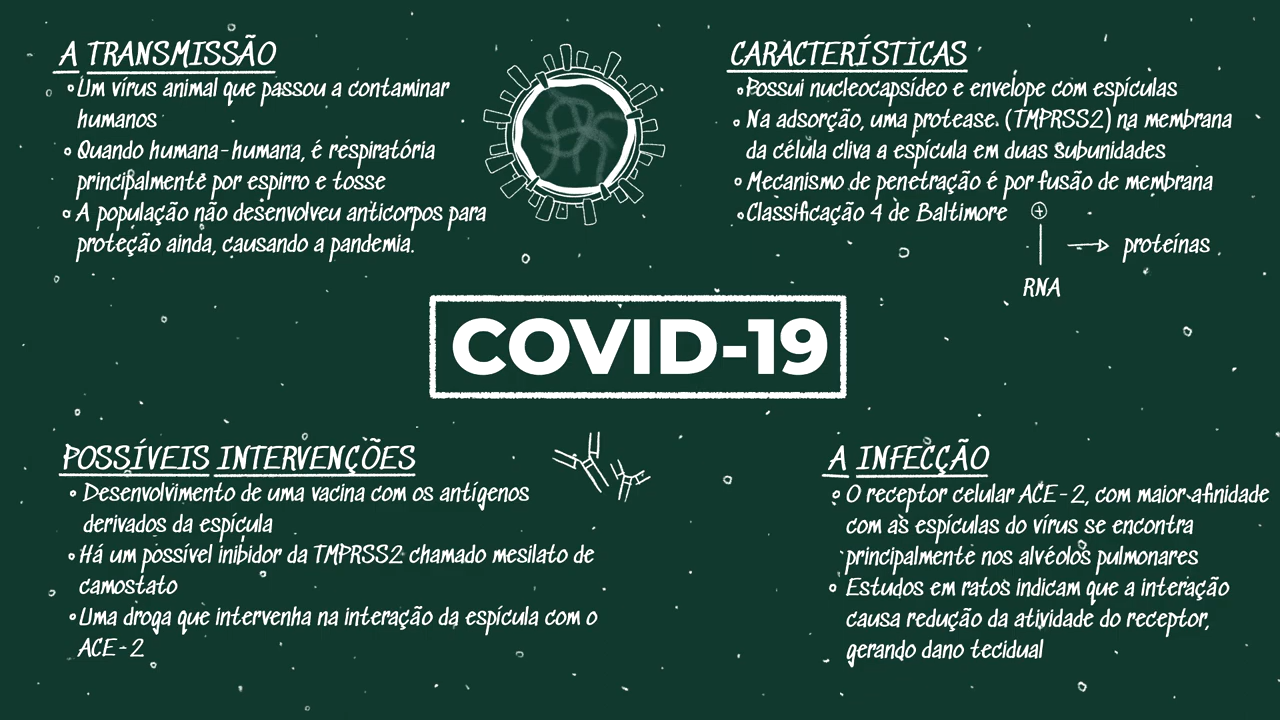 A TRANSMISSÃO
Um vírus animal que passou a contaminar
humanos
Quando humana-humana, é respiratória
principalmente por espirro e tosse
A população não desenvolveu anticorpos para
proteção ainda, causando a pandemia.
CARACTERÍSTICAS
Possui nucleocapsídeo e envelope com espículas
Na adsorção, uma protease (TMPRSS2) na membrana
da célula cliva a espícula em duas subunidades
Mecanismo de penetração é por fusão de membrana
Classificação 4 de Baltimore
+
proteínas
RNA
COVID-19
POSSÍVEIS INTERVENÇÕES
Desenvolvimento de uma vacina com os antígenos
derivados da espícula
Há um possível inibidor da TMPRSS2 chamado mesilato de
camostato
Uma droga que intervenha na interação da espícula com o
ACE-2
A INFECÇÃO
O receptor celular ACE-2, com maior afinidade
com as espículas do vírus se encontra
principalmente nos alvéolos pulmonares
Estudos em ratos indicam que a interação
causa redução da atividade do receptor,
gerando dano tecidual